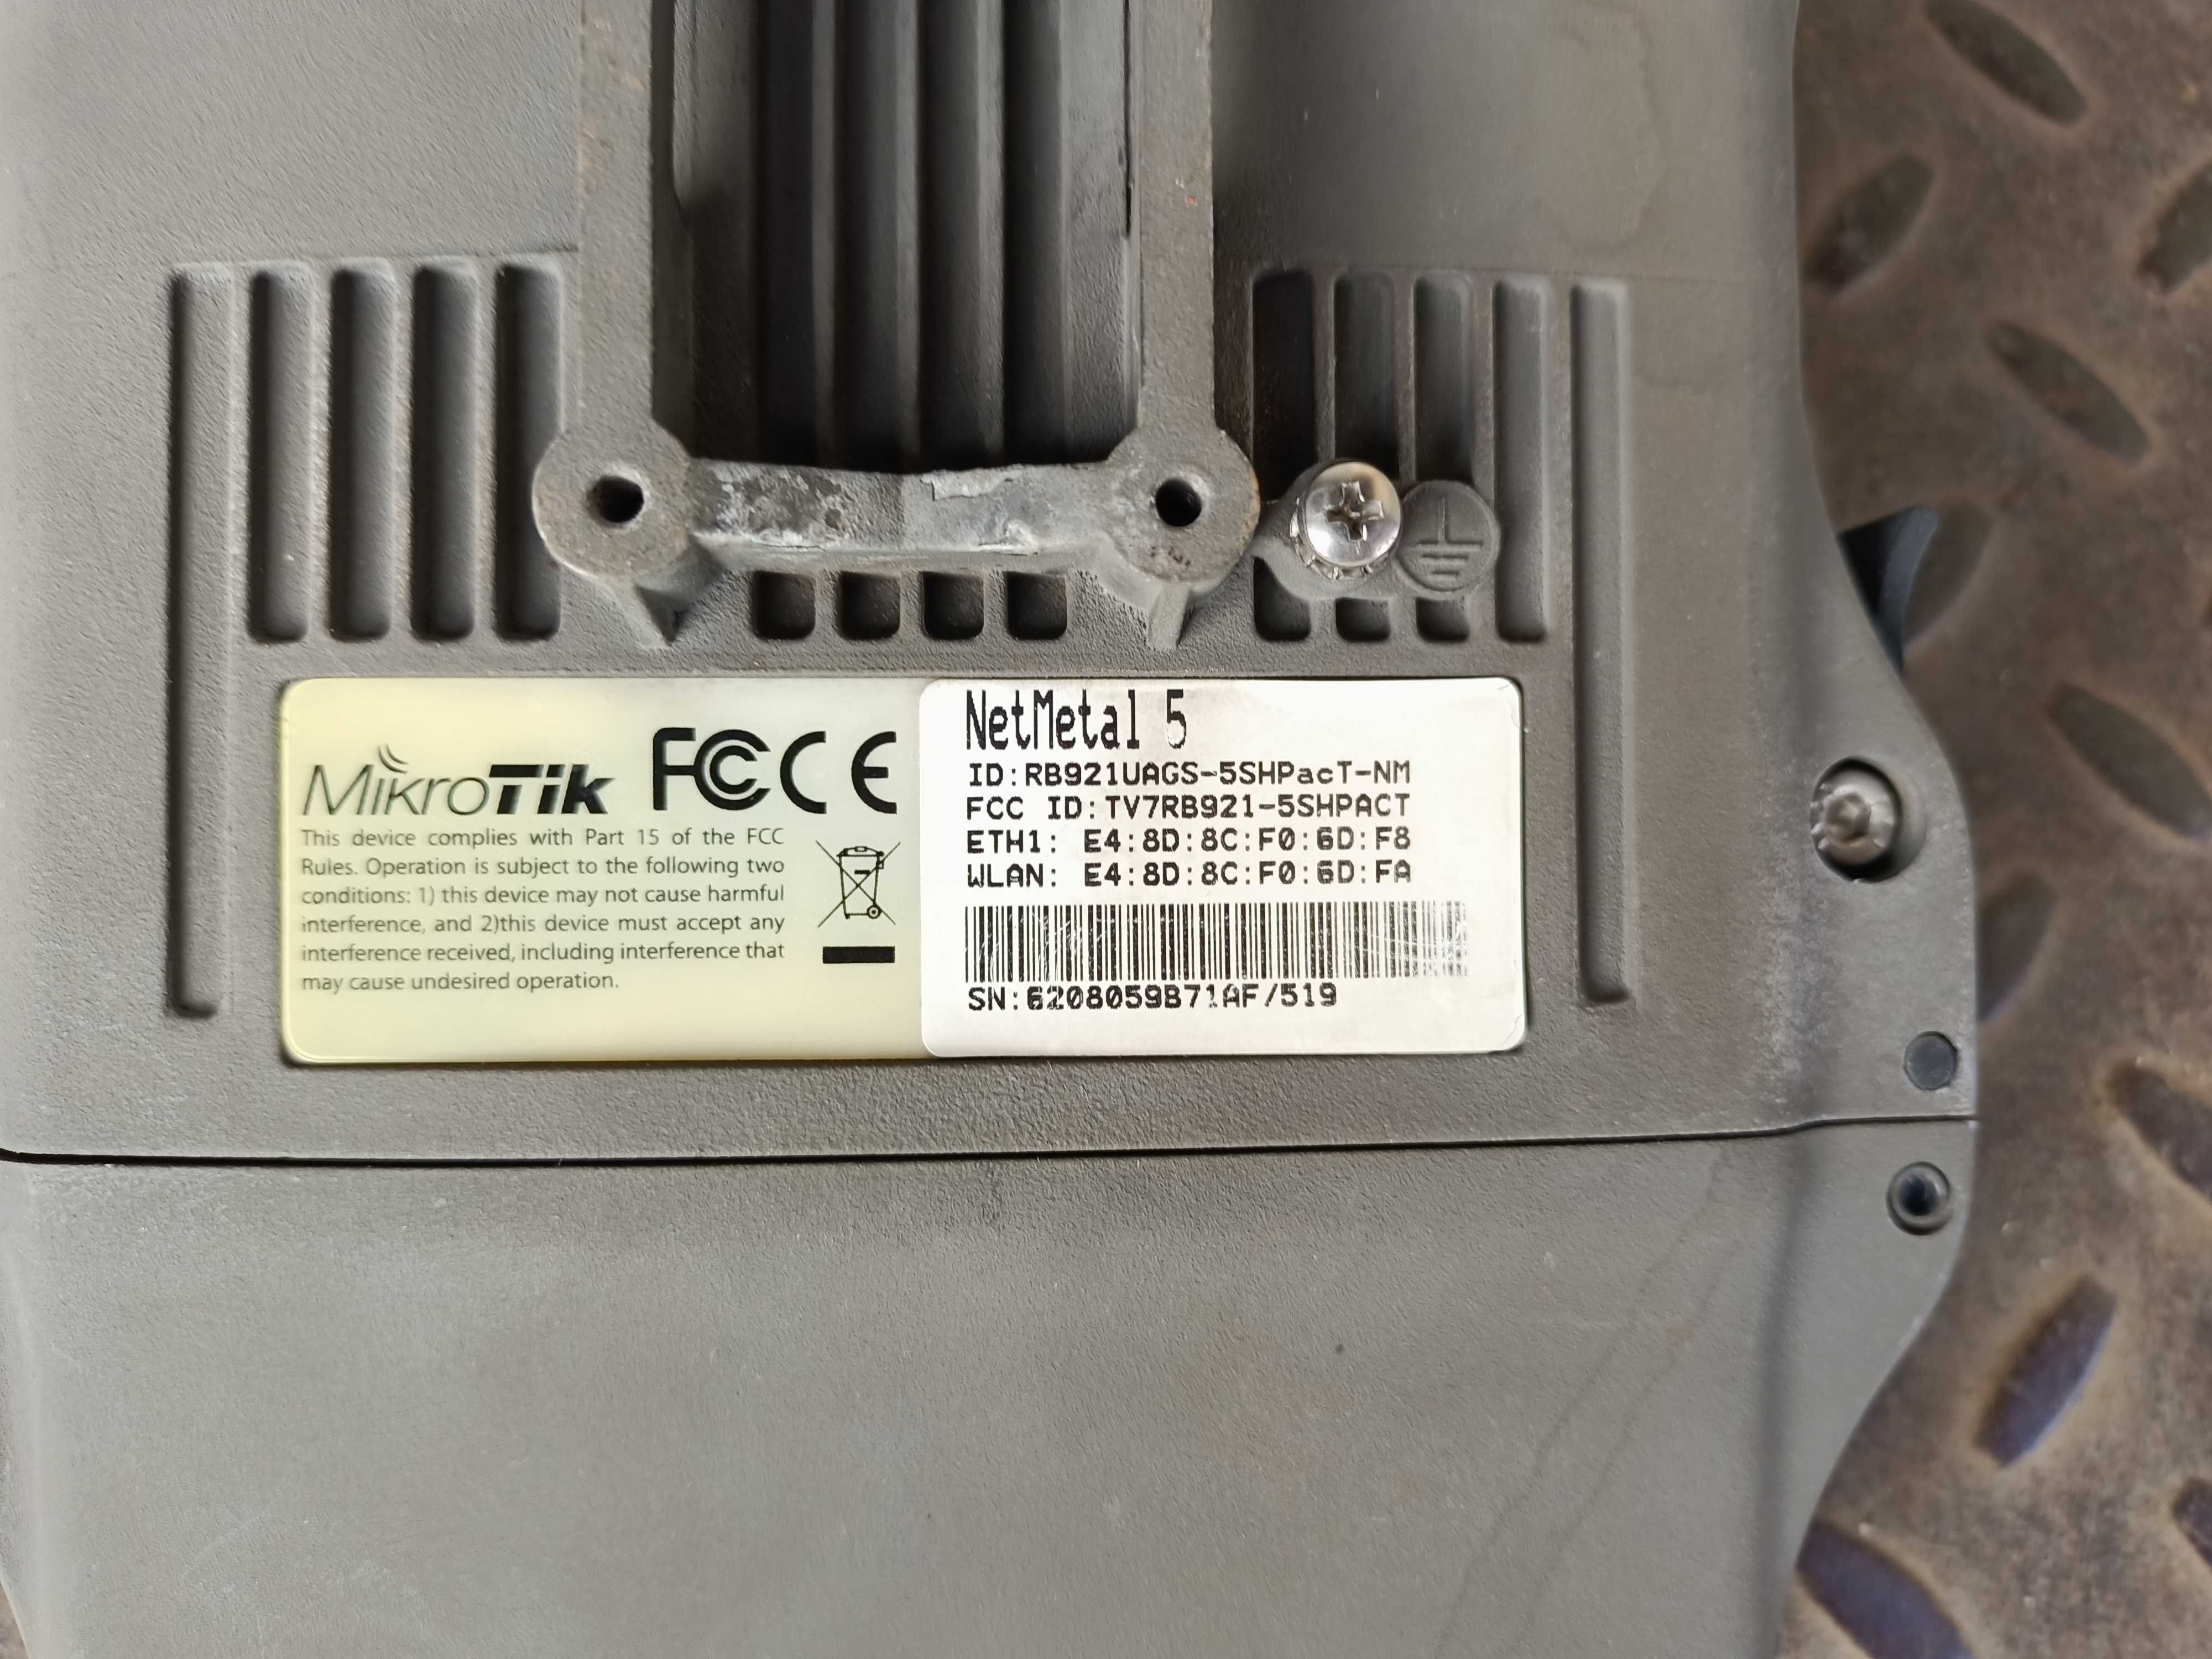 MikroTik FCC CE
This device complies with Part 15 of the FCC
Rules. Operation is subject to the following two
conditions: 1) this device may not cause harmful
interference, and 2)this device must accept any
interference received, including interference that
may cause undesired operation.
NetMetal 5
ID:RB921UAGS-5SHPacT-NM
FCC ID:TV7RB921-5SHPACT
ETH1: E4:8D:8C:F0:6D:F8
WLAN: E4:8D:8C:F0:6D:FA
SN:6208059B71AF/519